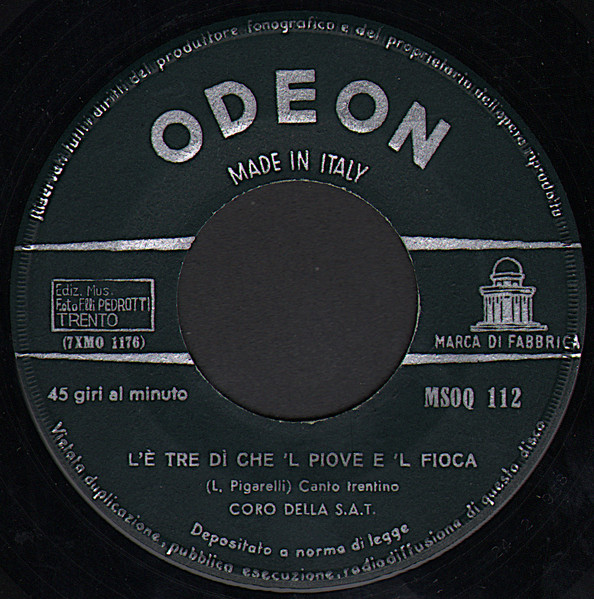 Riservati tutti i diritti del produttore fonografico e del proprietario dell'opera riprodotta
ODEON
MADE IN ITALY
Ediz. Mus.
Foto F.lli PEDROTTI
TRENTO
(7XMO 1176)
MARCA DI FABBRICA
45 giri al minuto
MSOQ 112
L'È TRE DÌ CHE 'L PIOVE E 'L FIOCA
(L. Pigarelli) Canto trentino
CORO DELLA S.A.T.
Depositato a norma di legge
Vietata duplicazione, pubblica esecuzione, radiodiffusione di questo disco